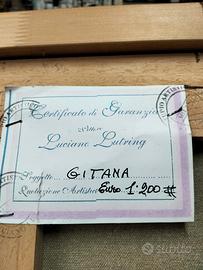 Certificato di Garanzia
Luciano Lutring
Soggetto GITANA
Quotazione Artistica Euro 1.200 #
subito